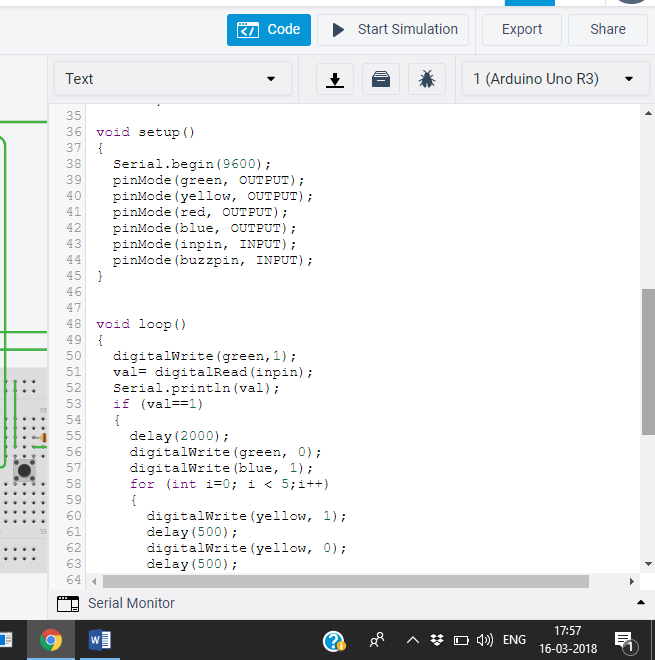 Code
Start Simulation
Export
Share
Text
1 (Arduino Uno R3)
35
36 void setup()
37 {
38   Serial.begin(9600);
39   pinMode(green, OUTPUT);
40   pinMode(yellow, OUTPUT);
41   pinMode(red, OUTPUT);
42   pinMode(blue, OUTPUT);
43   pinMode(inpin, INPUT);
44   pinMode(buzzpin, INPUT);
45 }
46
47
48 void loop()
49 {
50   digitalWrite(green,1);
51   val= digitalRead(inpin);
52   Serial.println(val);
53   if (val==1)
54   {
55     delay(2000);
56     digitalWrite(green, 0);
57     digitalWrite(blue, 1);
58     for (int i=0; i < 5;i++)
59     {
60       digitalWrite(yellow, 1);
61       delay(500);
62       digitalWrite(yellow, 0);
63       delay(500);
64
55
55
Serial Monitor
W
ENG
17:57
16-03-2018
1